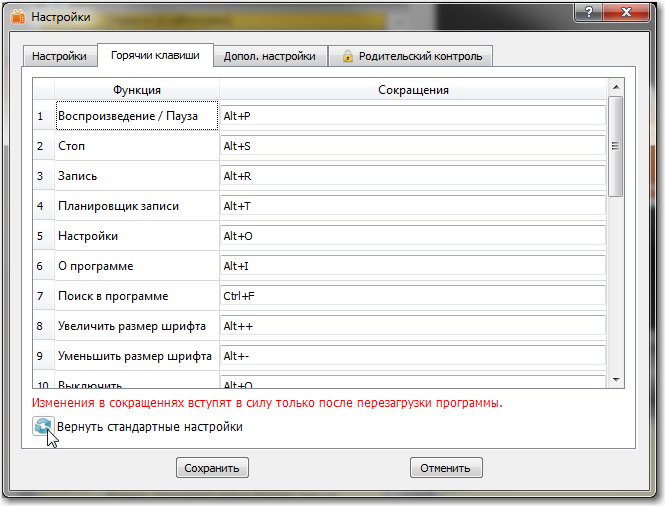 Настройки
Настройки Горячии клавиши Допол. настройки Родительский контроль
Функция Сокращения
1 Воспроизведение / Пауза Alt+P
2 Стоп Alt+S
3 Запись Alt+R
4 Планировщик записи Alt+T
5 Настройки Alt+O
6 О программе Alt+I
7 Поиск в программе Ctrl+F
8 Увеличить размер шрифта Alt++
9 Уменьшить размер шрифта Alt+-
10 Выключить
Изменения в сокращеннях вступят в силу только после перезагрузки программы.
Вернуть стандартные настройки
Сохранить Отменить